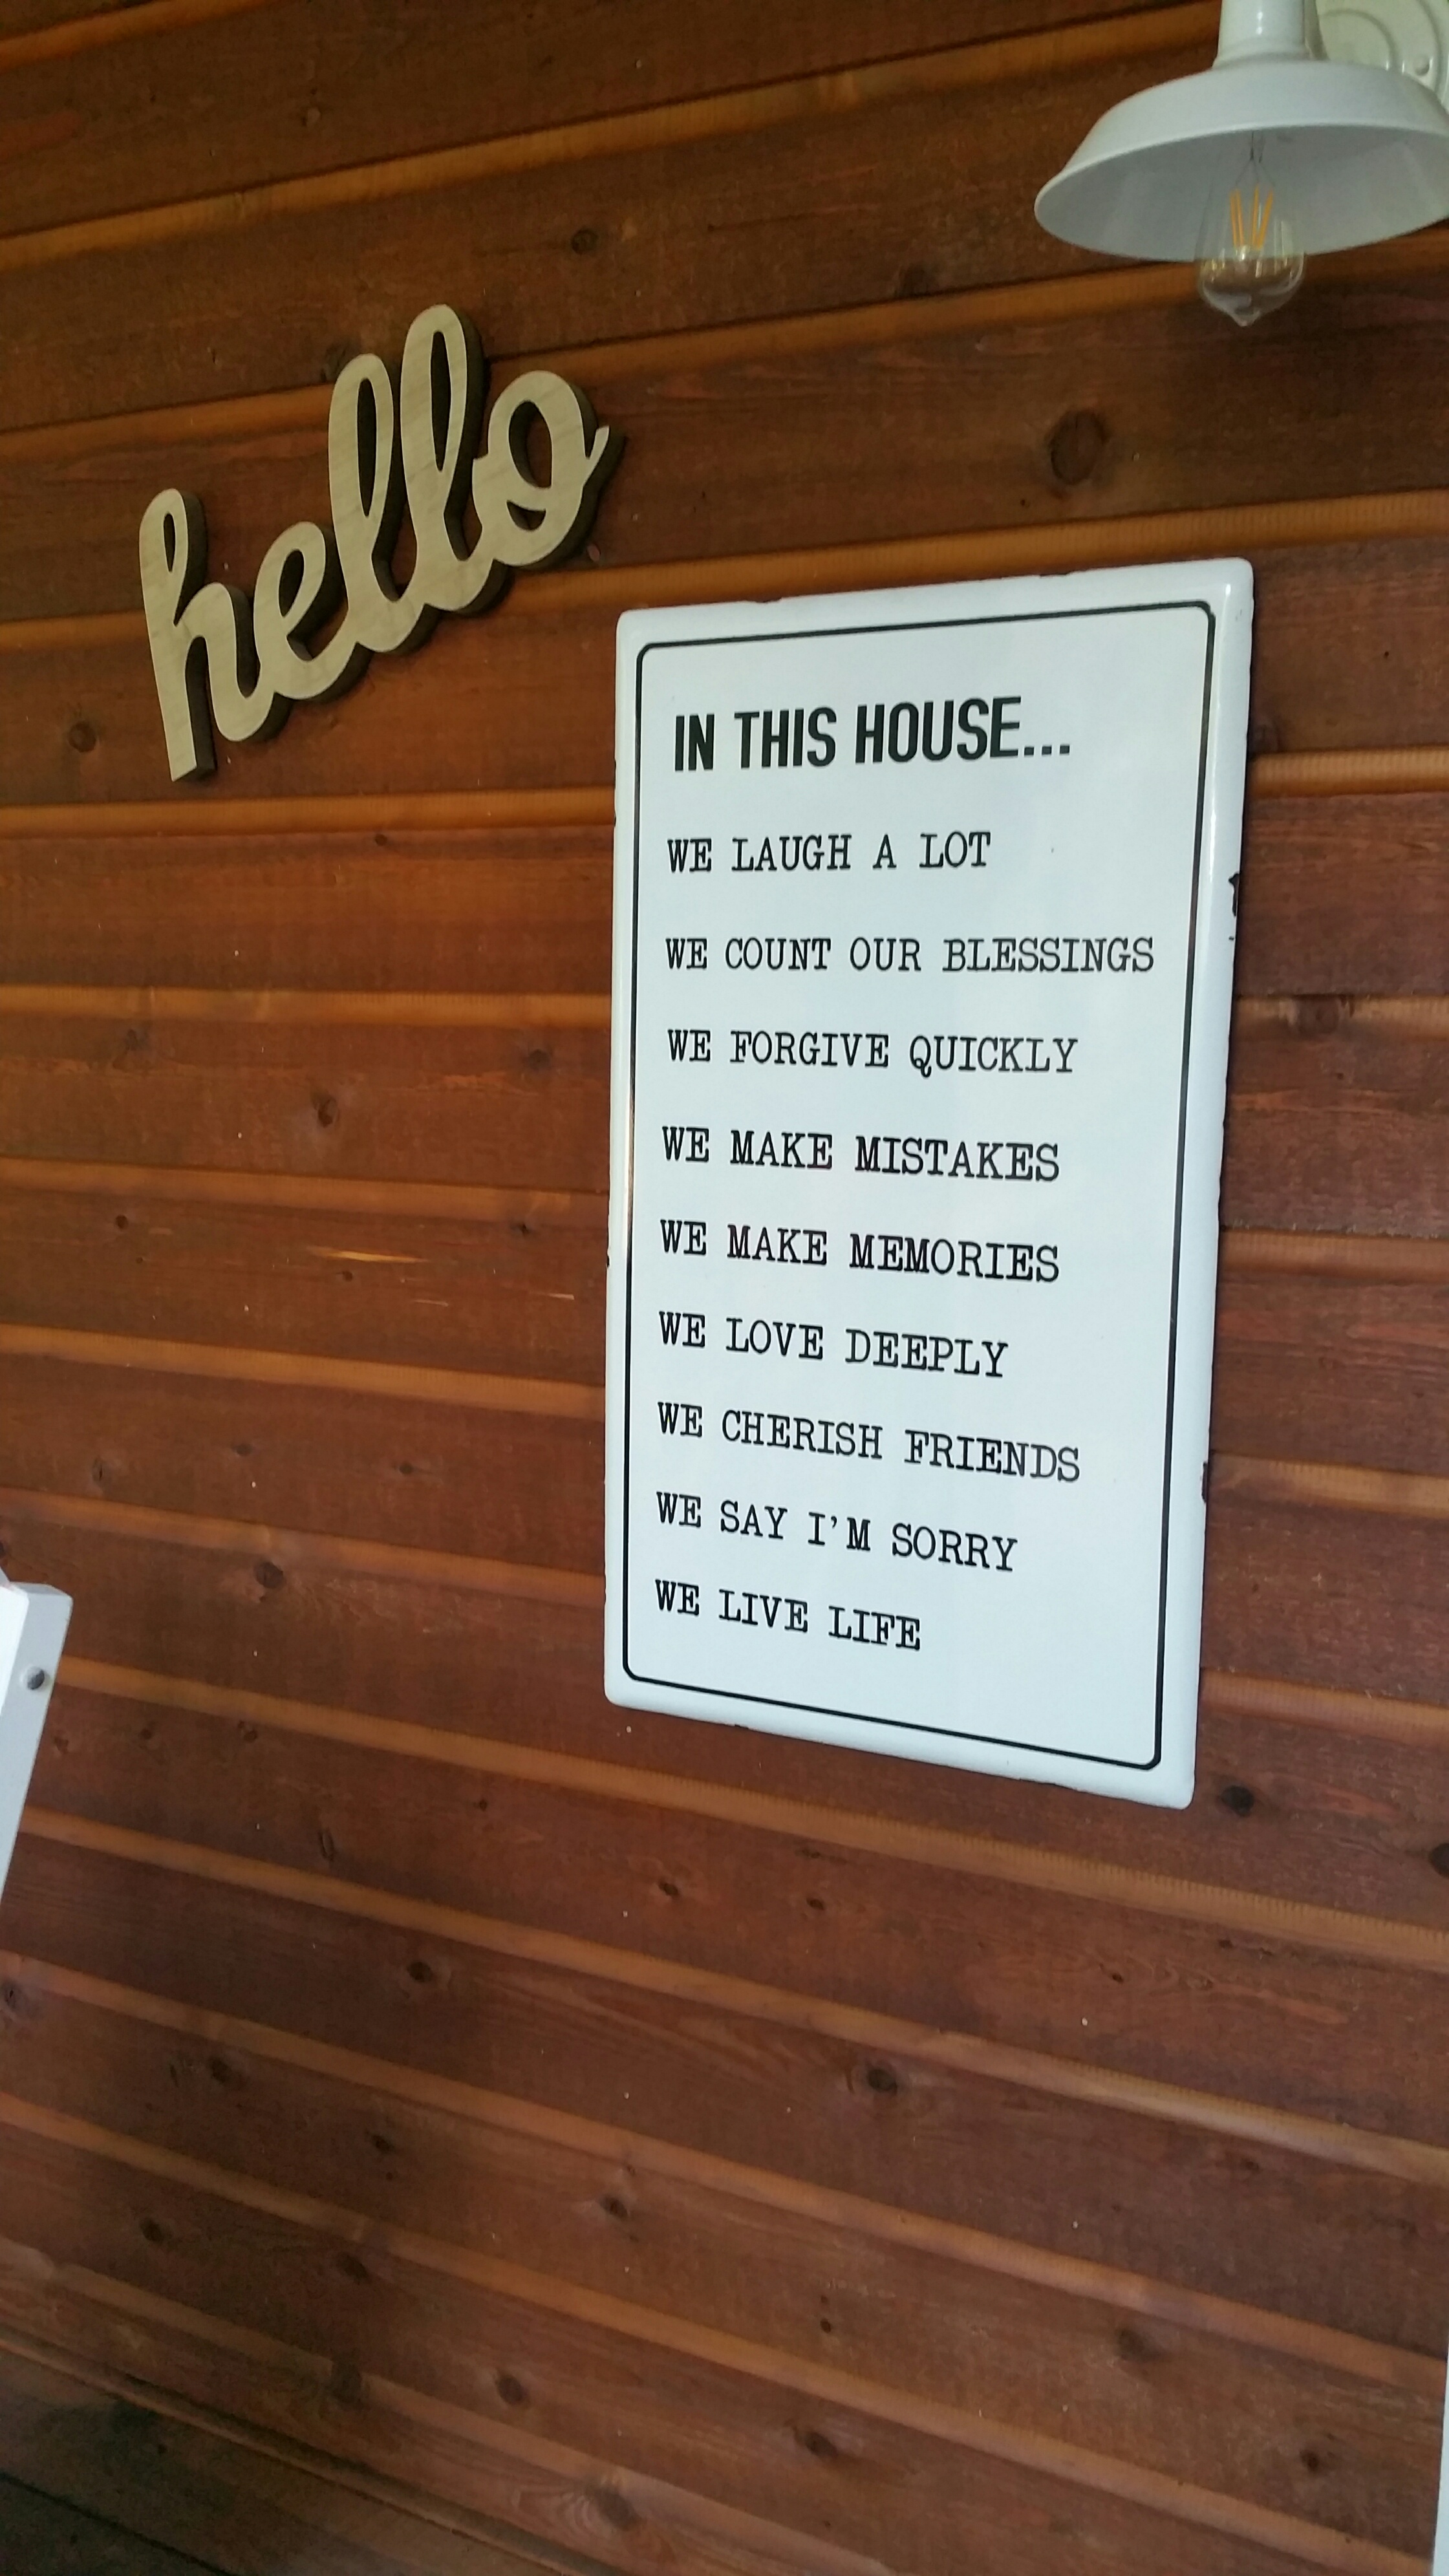 hello
IN THIS HOUSE...
WE LAUGH A LOT
WE COUNT OUR BLESSINGS
WE FORGIVE QUICKLY
WE MAKE MISTAKES
WE MAKE MEMORIES
WE LOVE DEEPLY
WE CHERISH FRIENDS
WE SAY I'M SORRY
WE LIVE LIFE